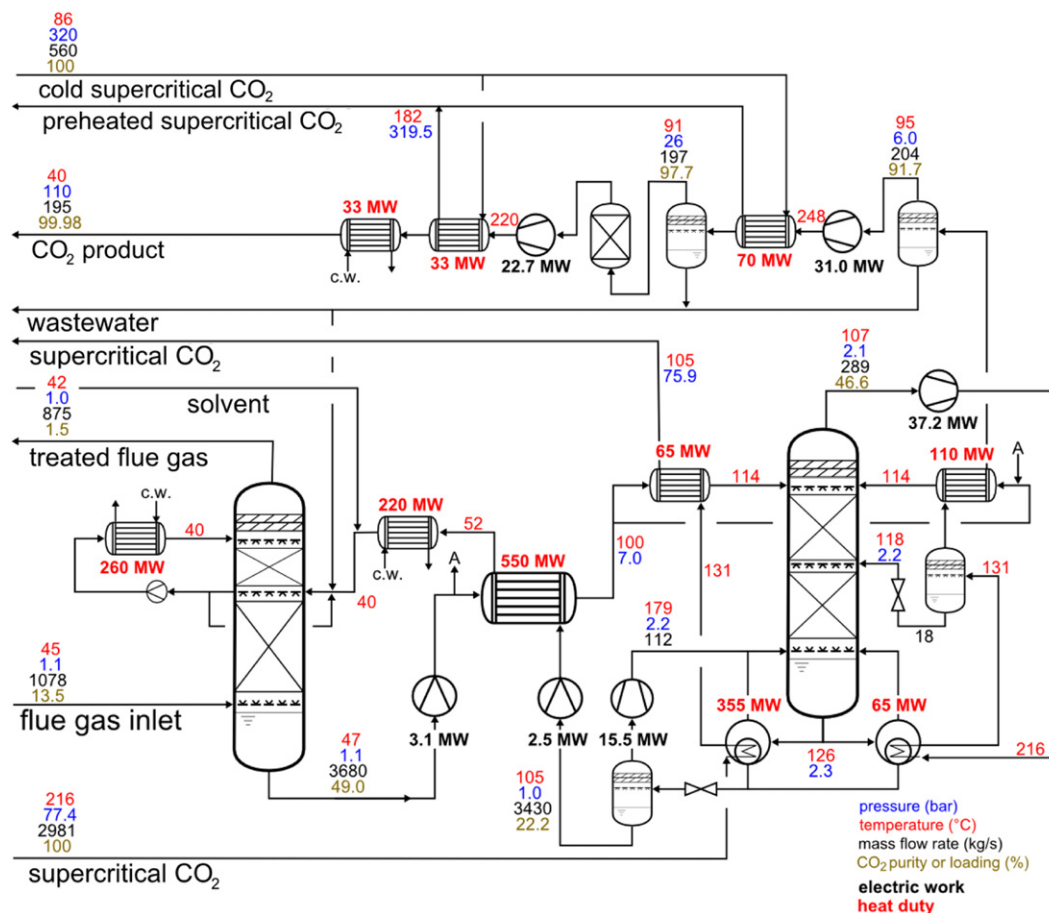 86
320
560
100
cold supercritical CO2
preheated supercritical CO2
182
319.5
91
26
197
97.7
95
6.0
204
91.7
40
110
195
99.98
CO2 product
33 MW
c.w.
33 MW
220
22.7 MW
70 MW
248
31.0 MW
wastewater
supercritical CO2
105
75.9
107
2.1
289
46.6
37.2 MW
42
1.0
875
1.5
solvent
treated flue gas
c.w.
260 MW
40
220 MW
c.w.
40
52
A
550 MW
100
7.0
65 MW
114
131
114
110 MW
A
118
2.2
131
18
45
1.1
1078
13.5
flue gas inlet
179
2.2
112
3.1 MW
2.5 MW
15.5 MW
355 MW
65 MW
126
2.3
216
47
1.1
3680
49.0
105
1.0
3430
22.2
216
77.4
2981
100
supercritical CO2
pressure (bar)
temperature (°C)
mass flow rate (kg/s)
CO2 purity or loading (%)
electric work
heat duty